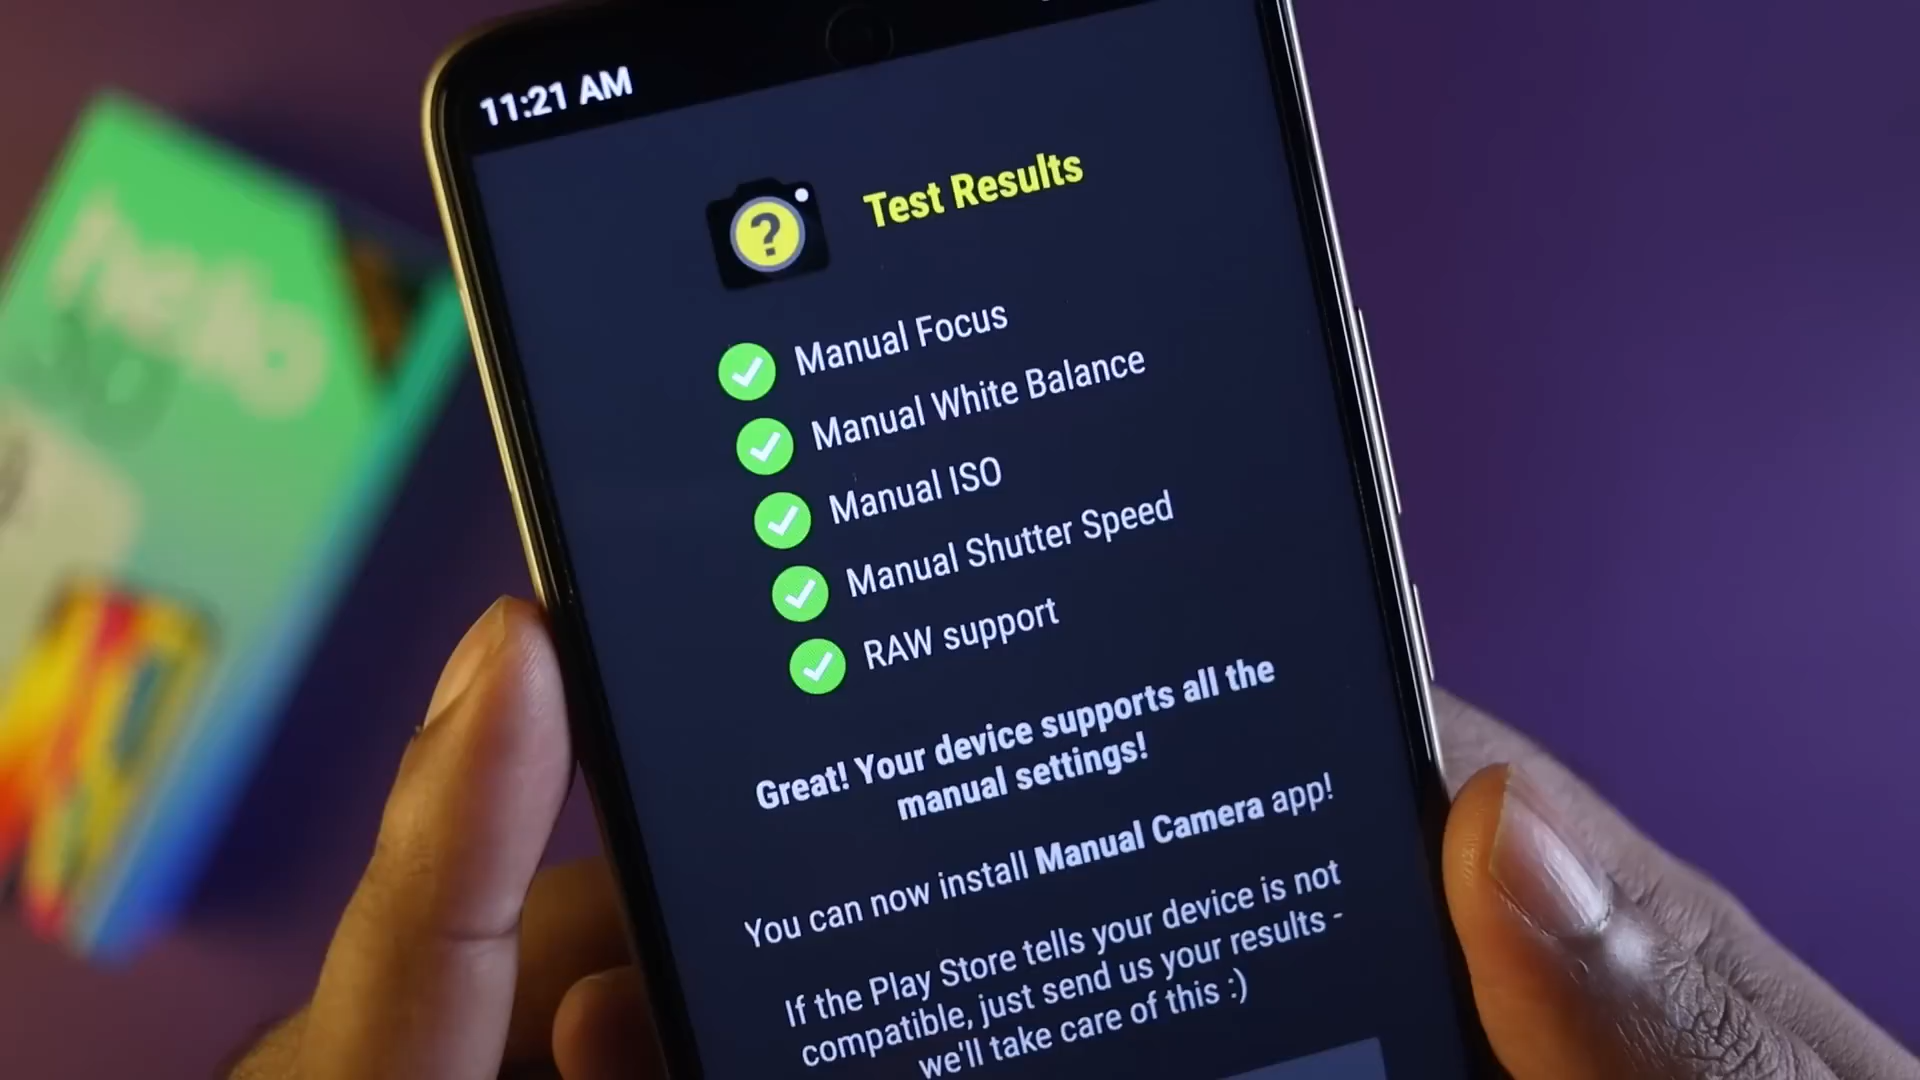 11:21 AM
?
Test Results
Manual Focus
Manual White Balance
Manual ISO
Manual Shutter Speed
RAW support
Great! Your device supports all the
manual settings!
You can now install Manual Camera app!
If the Play Store tells your device is not
compatible, just send us your results -
we'll take care of this :)
hello